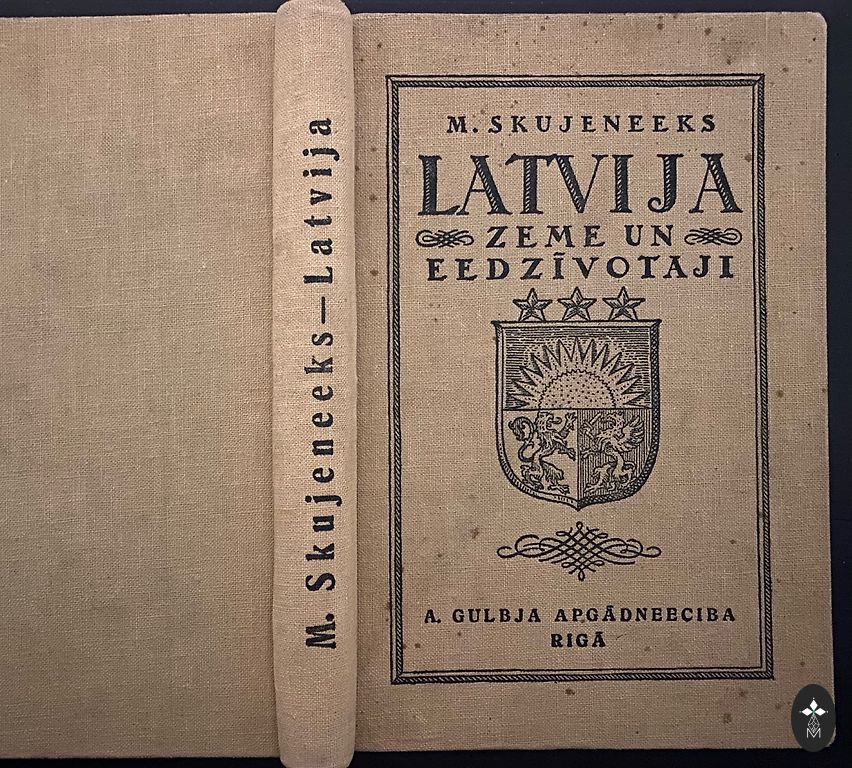 M. Skujeneeks—Latvija
M. SKUJENEEKS
LATVIJA
ZEME UN
EEDZĪVOTAJI
A. GULBJA APGĀDNEECIBA
RIGĀ
M